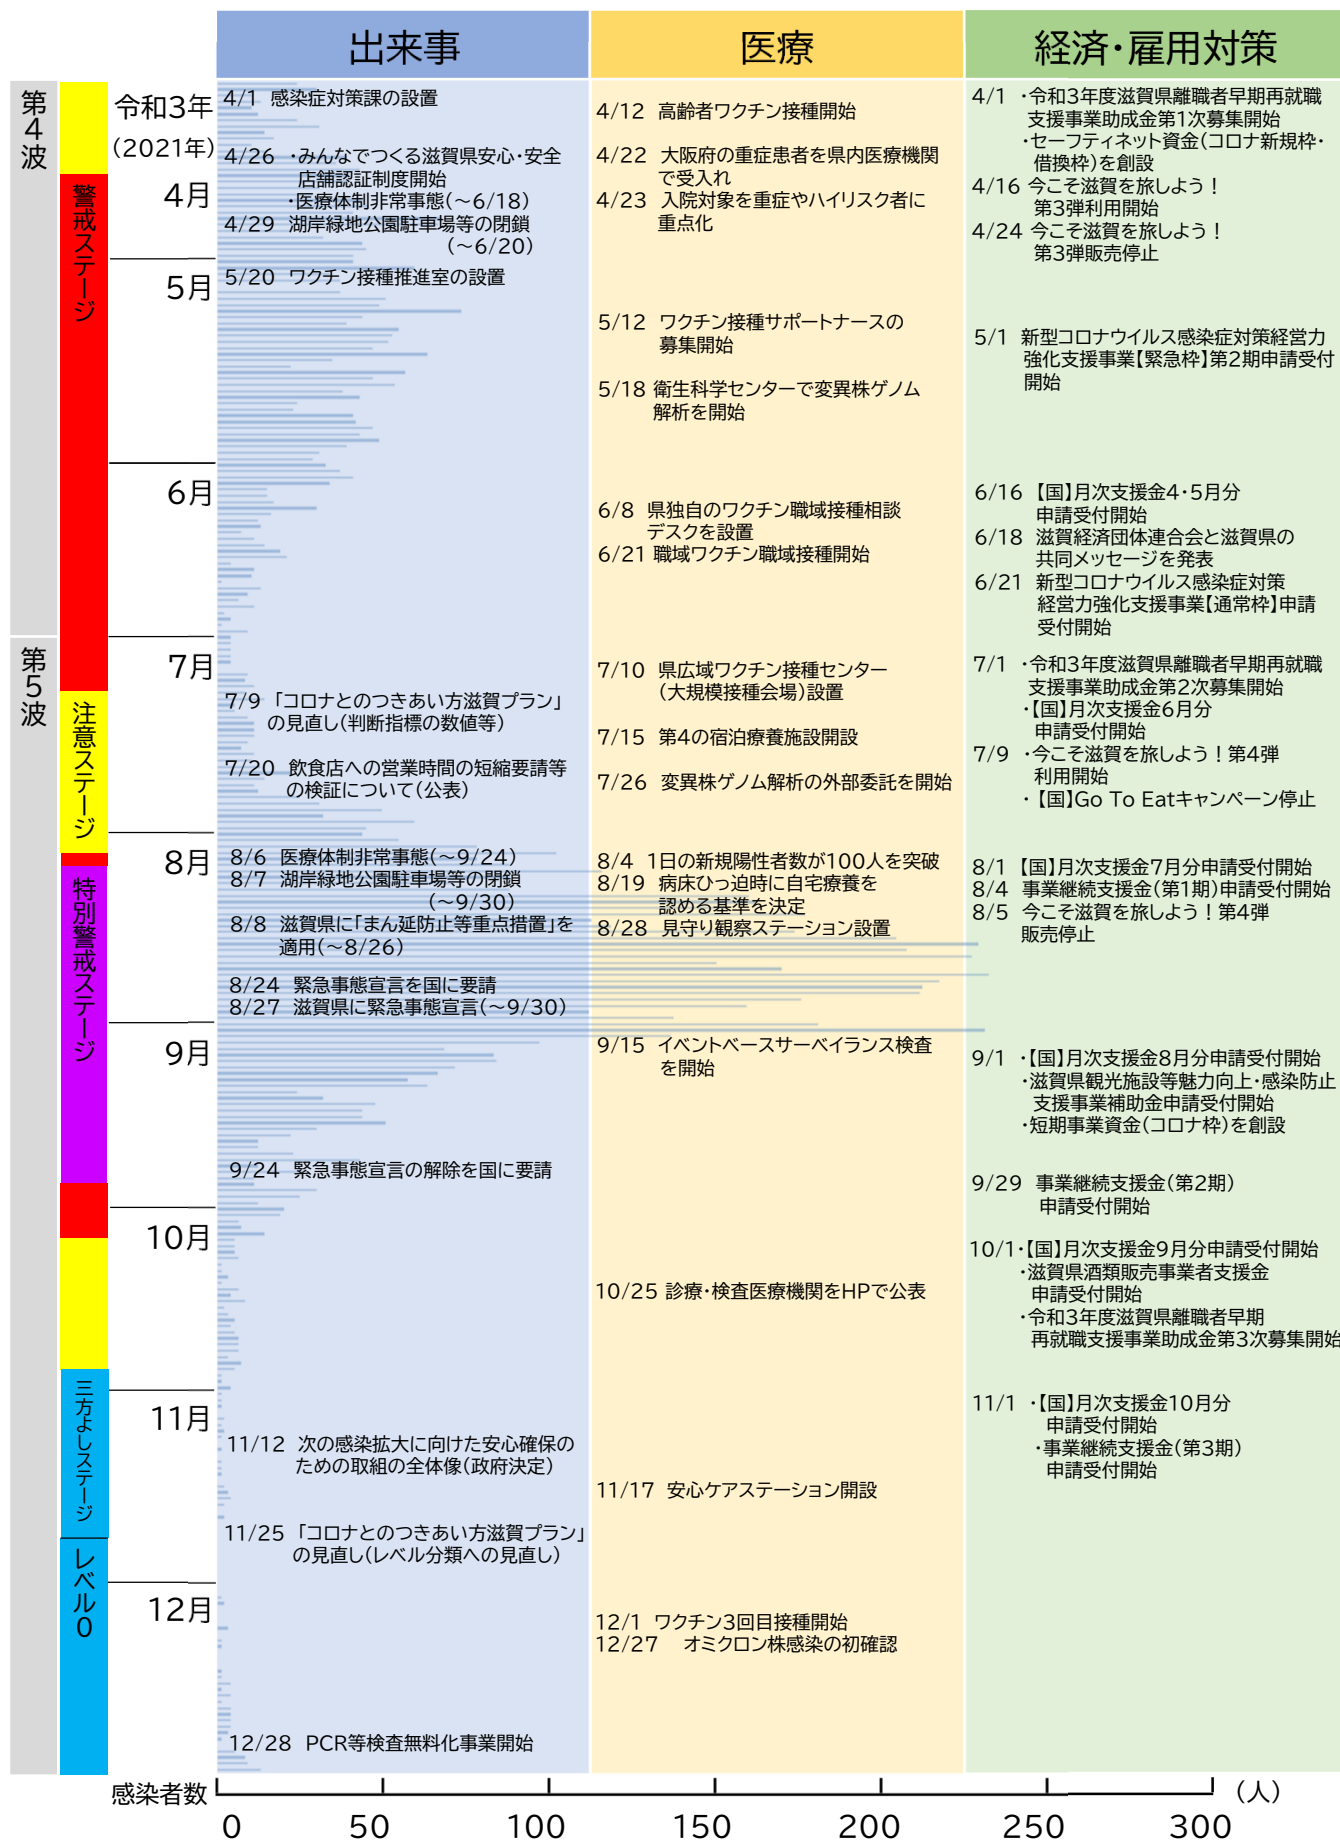 出来事
医療
経済・雇用対策
第4波
第5波
警戒ステージ
注意ステージ
特別警戒ステージ
三方よしステージ
レベル0
令和3年
(2021年)
4月
5月
6月
7月
8月
9月
10月
11月
12月
4/1 感染症対策課の設置
4/26 ・みんなでつくる滋賀県安心・安全
店舗認証制度開始
・医療体制非常事態(～6/18)
4/29 湖岸緑地公園駐車場等の閉鎖
(～6/20)
5/20 ワクチン接種推進室の設置
7/9 「コロナとのつきあい方滋賀プラン」
の見直し(判断指標の数値等)
7/20 飲食店への営業時間の短縮要請等
の検証について(公表)
8/6 医療体制非常事態(～9/24)
8/7 湖岸緑地公園駐車場等の閉鎖
(～9/30)
8/8 滋賀県に「まん延防止等重点措置」を
適用(～8/26)
8/24 緊急事態宣言を国に要請
8/27 滋賀県に緊急事態宣言(～9/30)
9/24 緊急事態宣言の解除を国に要請
11/12 次の感染拡大に向けた安心確保の
ための取組の全体像(政府決定)
11/25 「コロナとのつきあい方滋賀プラン」
の見直し(レベル分類への見直し)
12/28 PCR等検査無料化事業開始
4/12 高齢者ワクチン接種開始
4/22 大阪府の重症患者を県内医療機関
で受入れ
4/23 入院対象を重症やハイリスク者に
重点化
5/12 ワクチン接種サポートナースの
募集開始
5/18 衛生科学センターで変異株ゲノム
解析を開始
6/8 県独自のワクチン職域接種相談
デスクを設置
6/21 職域ワクチン職域接種開始
7/10 県広域ワクチン接種センター
(大規模接種会場)設置
7/15 第4の宿泊療養施設開設
7/26 変異株ゲノム解析の外部委託を開始
8/4 1日の新規陽性者数が100人を突破
8/19 病床ひっ迫時に自宅療養を
認める基準を決定
8/28 見守り観察ステーション設置
9/15 イベントベースサーベイランス検査
を開始
10/25 診療・検査医療機関をHPで公表
11/17 安心ケアステーション開設
12/1 ワクチン3回目接種開始
12/27 オミクロン株感染の初確認
4/1 ・令和3年度滋賀県離職者早期再就職
支援事業助成金第1次募集開始
・セーフティネット資金(コロナ新規枠・
借換枠)を創設
4/16 今こそ滋賀を旅しよう！
第3弾利用開始
4/24 今こそ滋賀を旅しよう！
第3弾販売停止
5/1 新型コロナウイルス感染症対策経営力
強化支援事業【緊急枠】第2期申請受付
開始
6/16 【国】月次支援金4・5月分
申請受付開始
6/18 滋賀経済団体連合会と滋賀県の
共同メッセージを発表
6/21 新型コロナウイルス感染症対策
経営力強化支援事業【通常枠】申請
受付開始
7/1 ・令和3年度滋賀県離職者早期再就職
支援事業助成金第2次募集開始
・【国】月次支援金6月分
申請受付開始
7/9 ・今こそ滋賀を旅しよう！第4弾
利用開始
・【国】Go To Eatキャンペーン停止
8/1 【国】月次支援金7月分申請受付開始
8/4 事業継続支援金(第1期)申請受付開始
8/5 今こそ滋賀を旅しよう！第4弾
販売停止
9/1 ・【国】月次支援金8月分申請受付開始
・滋賀県観光施設等魅力向上・感染防止
支援事業補助金申請受付開始
・短期事業資金(コロナ枠)を創設
9/29 事業継続支援金(第2期)
申請受付開始
10/1・【国】月次支援金9月分申請受付開始
・滋賀県酒類販売事業者支援金
申請受付開始
・令和3年度滋賀県離職者早期
再就職支援事業助成金第3次募集開始
11/1 ・【国】月次支援金10月分
申請受付開始
・事業継続支援金(第3期)
申請受付開始
感染者数
0 50 100 150 200 250 300
(人)